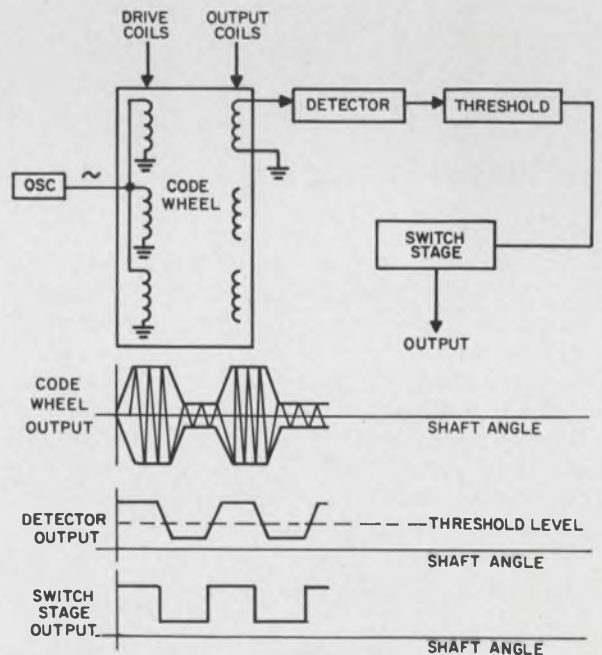 DRIVE
COILS
OUTPUT
COILS
DETECTOR
THRESHOLD
OSC
~
CODE
WHEEL
SWITCH
STAGE
OUTPUT
CODE
WHEEL
OUTPUT
SHAFT ANGLE
DETECTOR
OUTPUT
THRESHOLD LEVEL
SHAFT ANGLE
SWITCH
STAGE
OUTPUT
SHAFT ANGLE